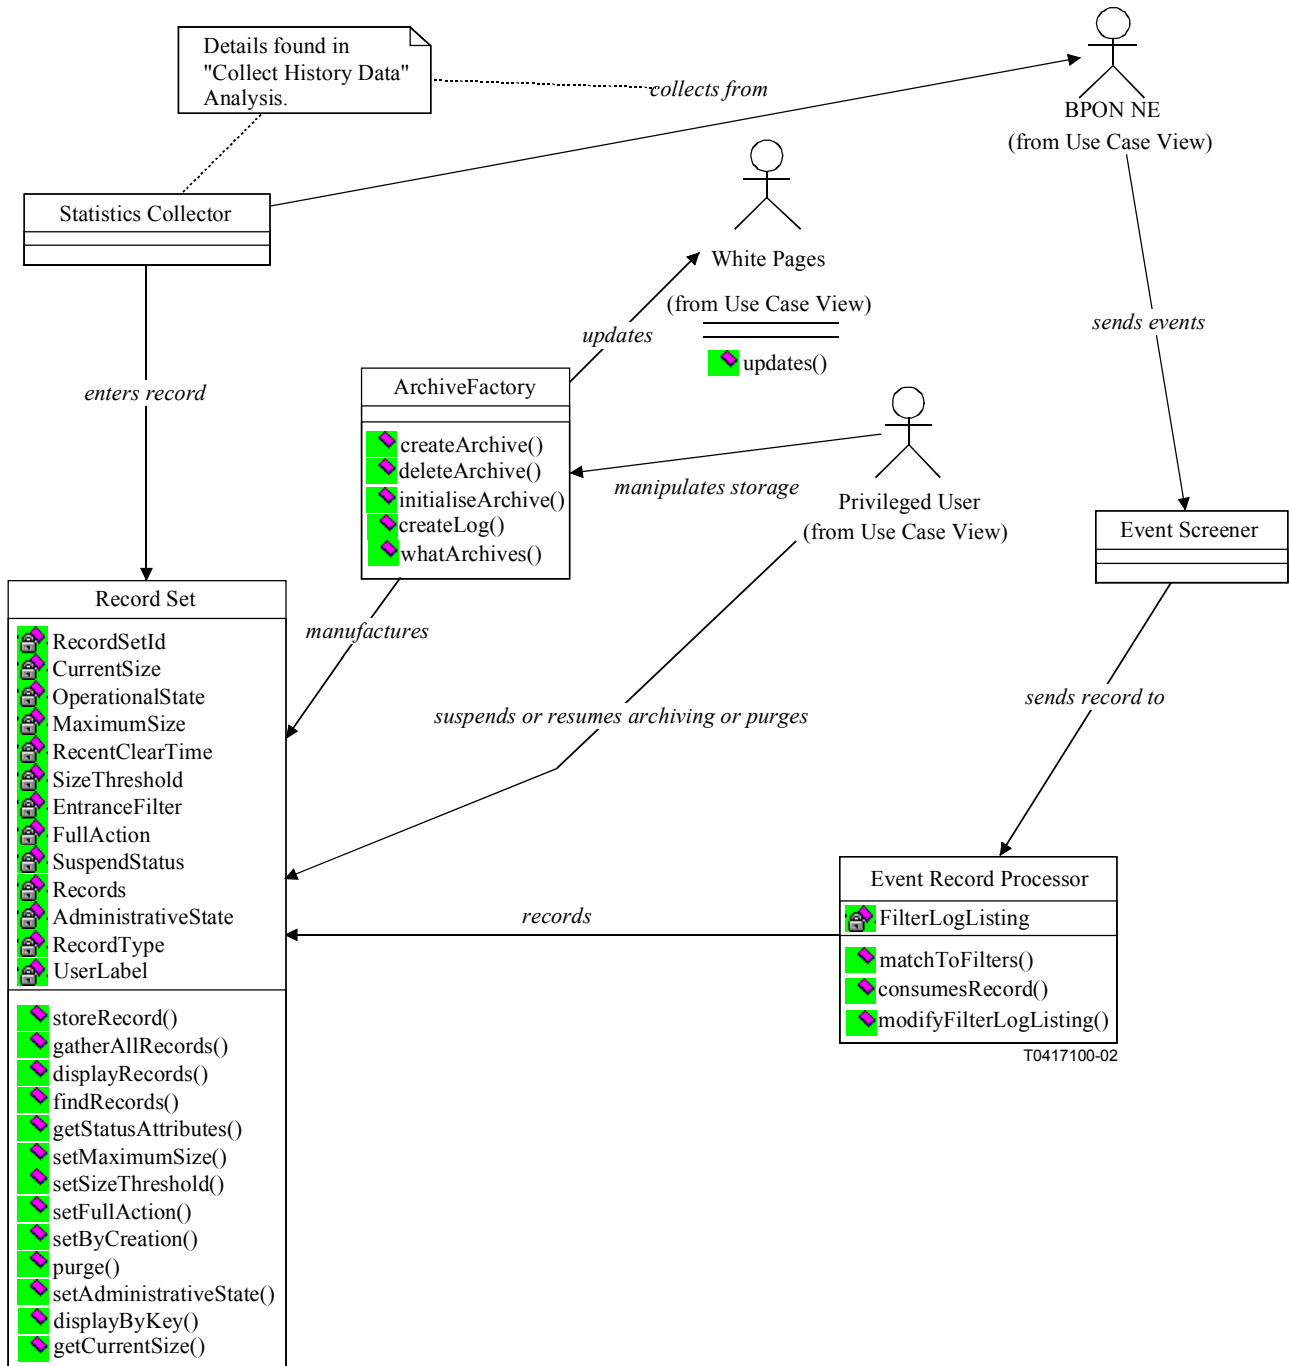 Details found in
"Collect History Data"
Analysis.
collects from
BPON NE
(from Use Case View)
Statistics Collector
White Pages
(from Use Case View)
updates()
sends events
updates
enters record
ArchiveFactory
createArchive()
deleteArchive()
initialiseArchive()
createLog()
whatArchives()
manipulates storage
Privileged User
(from Use Case View)
Event Screener
manufactures
suspends or resumes archiving or purges
sends record to
Record Set
RecordSetId
CurrentSize
OperationalState
MaximumSize
RecentClearTime
SizeThreshold
EntranceFilter
FullAction
SuspendStatus
Records
AdministrativeState
RecordType
UserLabel
storeRecord()
gatherAllRecords()
displayRecords()
findRecords()
getStatusAttributes()
setMaximumSize()
setSizeThreshold()
setFullAction()
setByCreation()
purge()
setAdministrativeState()
displayByKey()
getCurrentSize()
records
Event Record Processor
FilterLogListing
matchToFilters()
consumesRecord()
modifyFilterLogListing()
T0417100-02